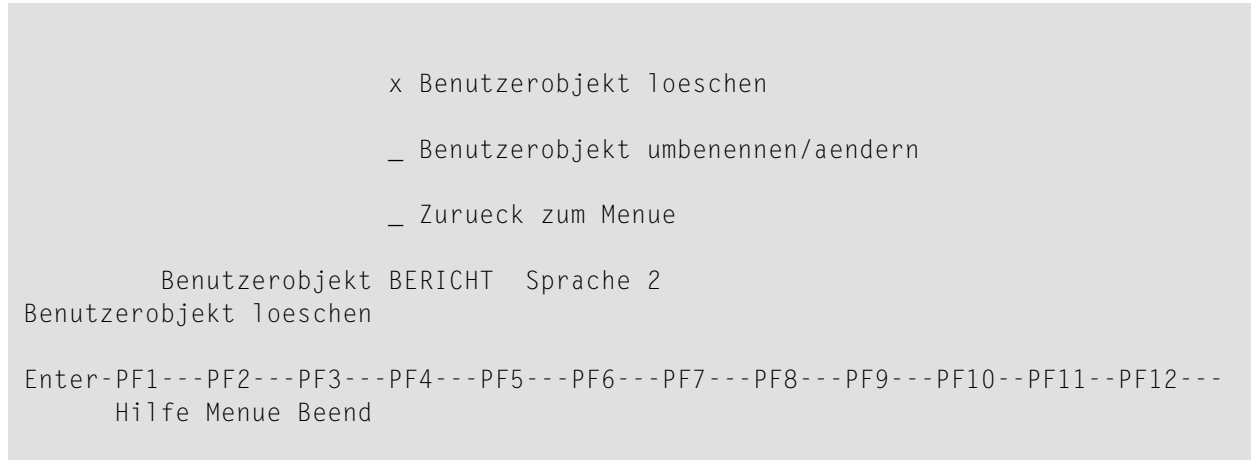 x Benutzerobjekt loeschen
_ Benutzerobjekt umbenennen/aendern
_ Zurueck zum Menue
Benutzerobjekt BERICHT  Sprache 2
Benutzerobjekt loeschen
Enter-PF1---PF2---PF3---PF4---PF5---PF6---PF7---PF8---PF9---PF10--PF11--PF12---
Hilfe Menue Beend